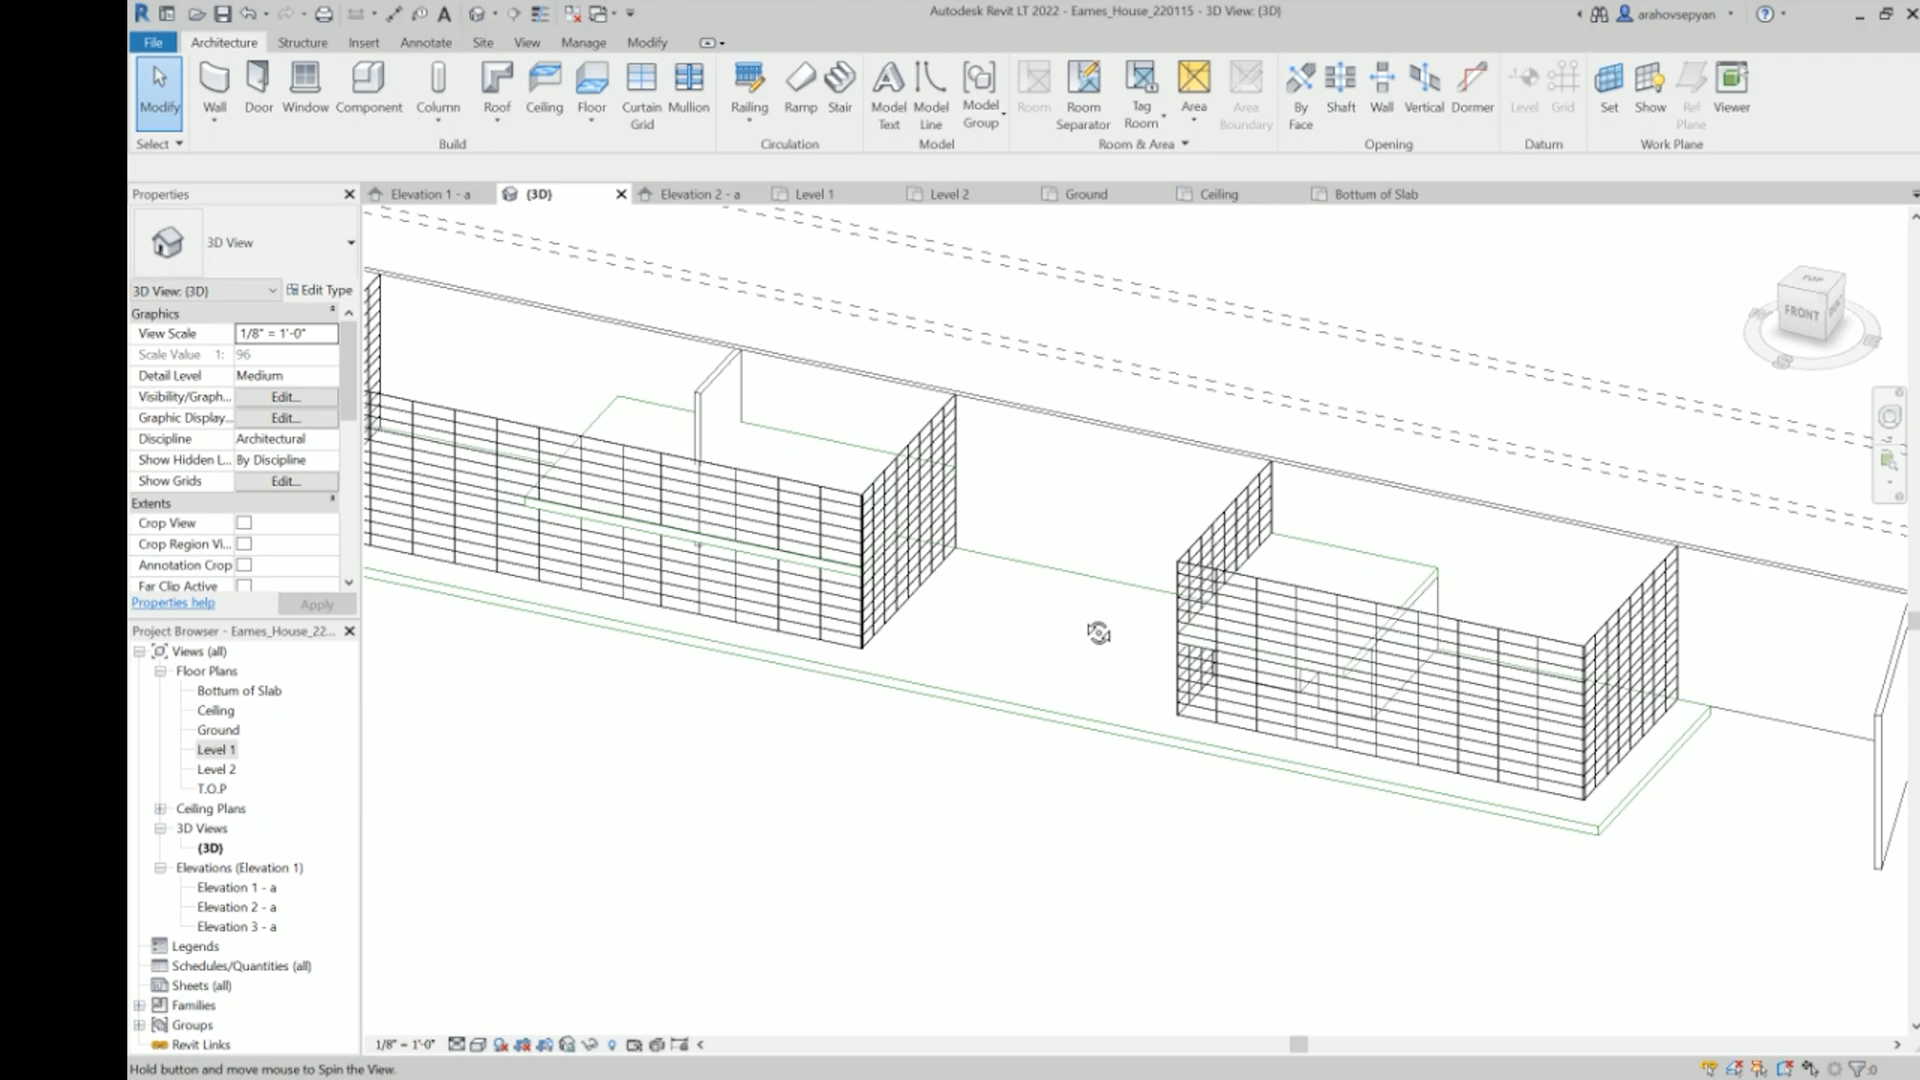 Autodesk Revit LT 2022 - Eames_House_220115 - 3D View: {3D}
arahovsepyan
File Architecture Structure Insert Annotate Site View Manage Modify
Modify Wall Door Window Component Column Roof Ceiling Floor Curtain Grid Mullion Railing Ramp Stair Model Text Model Line Model Group Room Room Separator Tag Room Area Area Boundary By Face Shaft Wall Vertical Dormer Level Grid Set Show Ref Plane Viewer
Select Build Circulation Model Room & Area Opening Datum Work Plane
Properties
Elevation 1 - a {3D} Elevation 2 - a Level 1 Level 2 Ground Ceiling Bottum of Slab
3D View
3D View: {3D} Edit Type
Graphics
View Scale 1/8" = 1'-0"
Scale Value 1: 96
Detail Level Medium
Visibility/Graph... Edit...
Graphic Display... Edit...
Discipline Architectural
Show Hidden L... By Discipline
Show Grids Edit...
Extents
Crop View
Crop Region Vi...
Annotation Crop
Far Clip Active
Properties help Apply
TOP
FRONT
Project Browser - Eames_House_22...
Views (all)
Floor Plans
Bottum of Slab
Ceiling
Ground
Level 1
Level 2
T.O.P
Ceiling Plans
3D Views
{3D}
Elevations (Elevation 1)
Elevation 1 - a
Elevation 2 - a
Elevation 3 - a
Legends
Schedules/Quantities (all)
Sheets (all)
Families
Groups
Revit Links
1/8" = 1'-0"
Hold button and move mouse to Spin the View.
:0